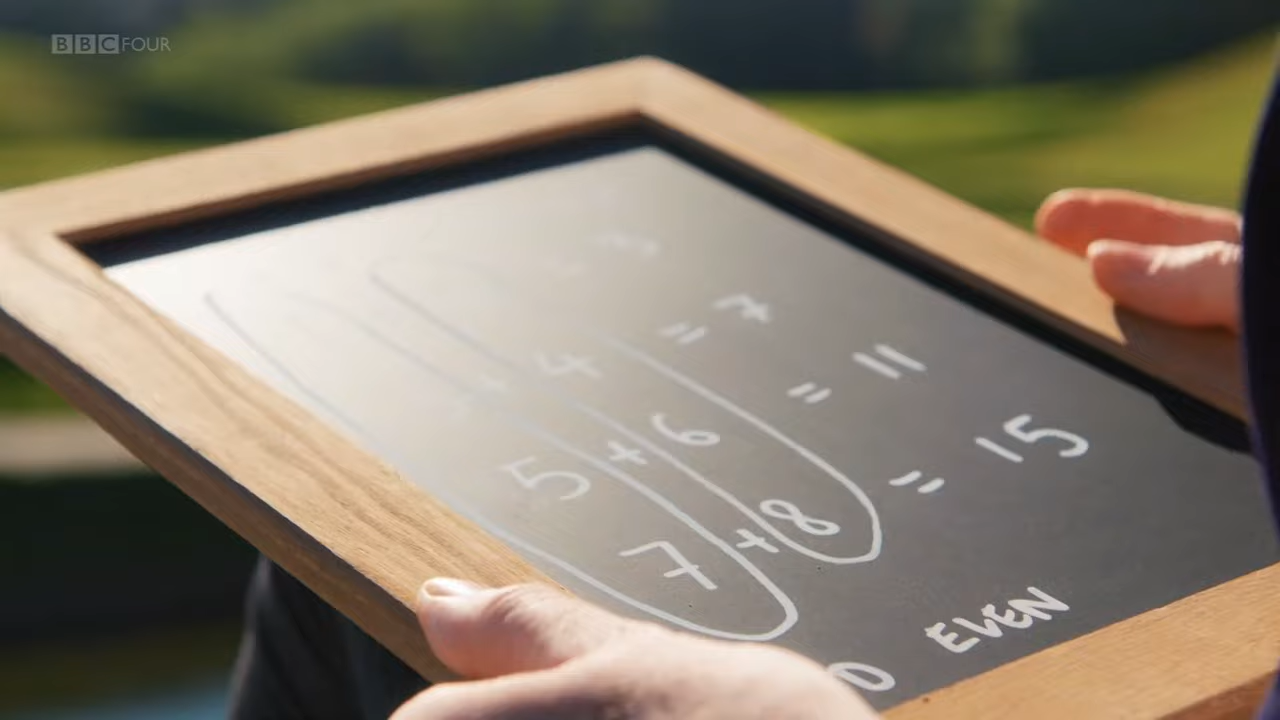 BBC FOUR
4 = 7
5 + 6 = 11
7 + 8 = 15
EVEN